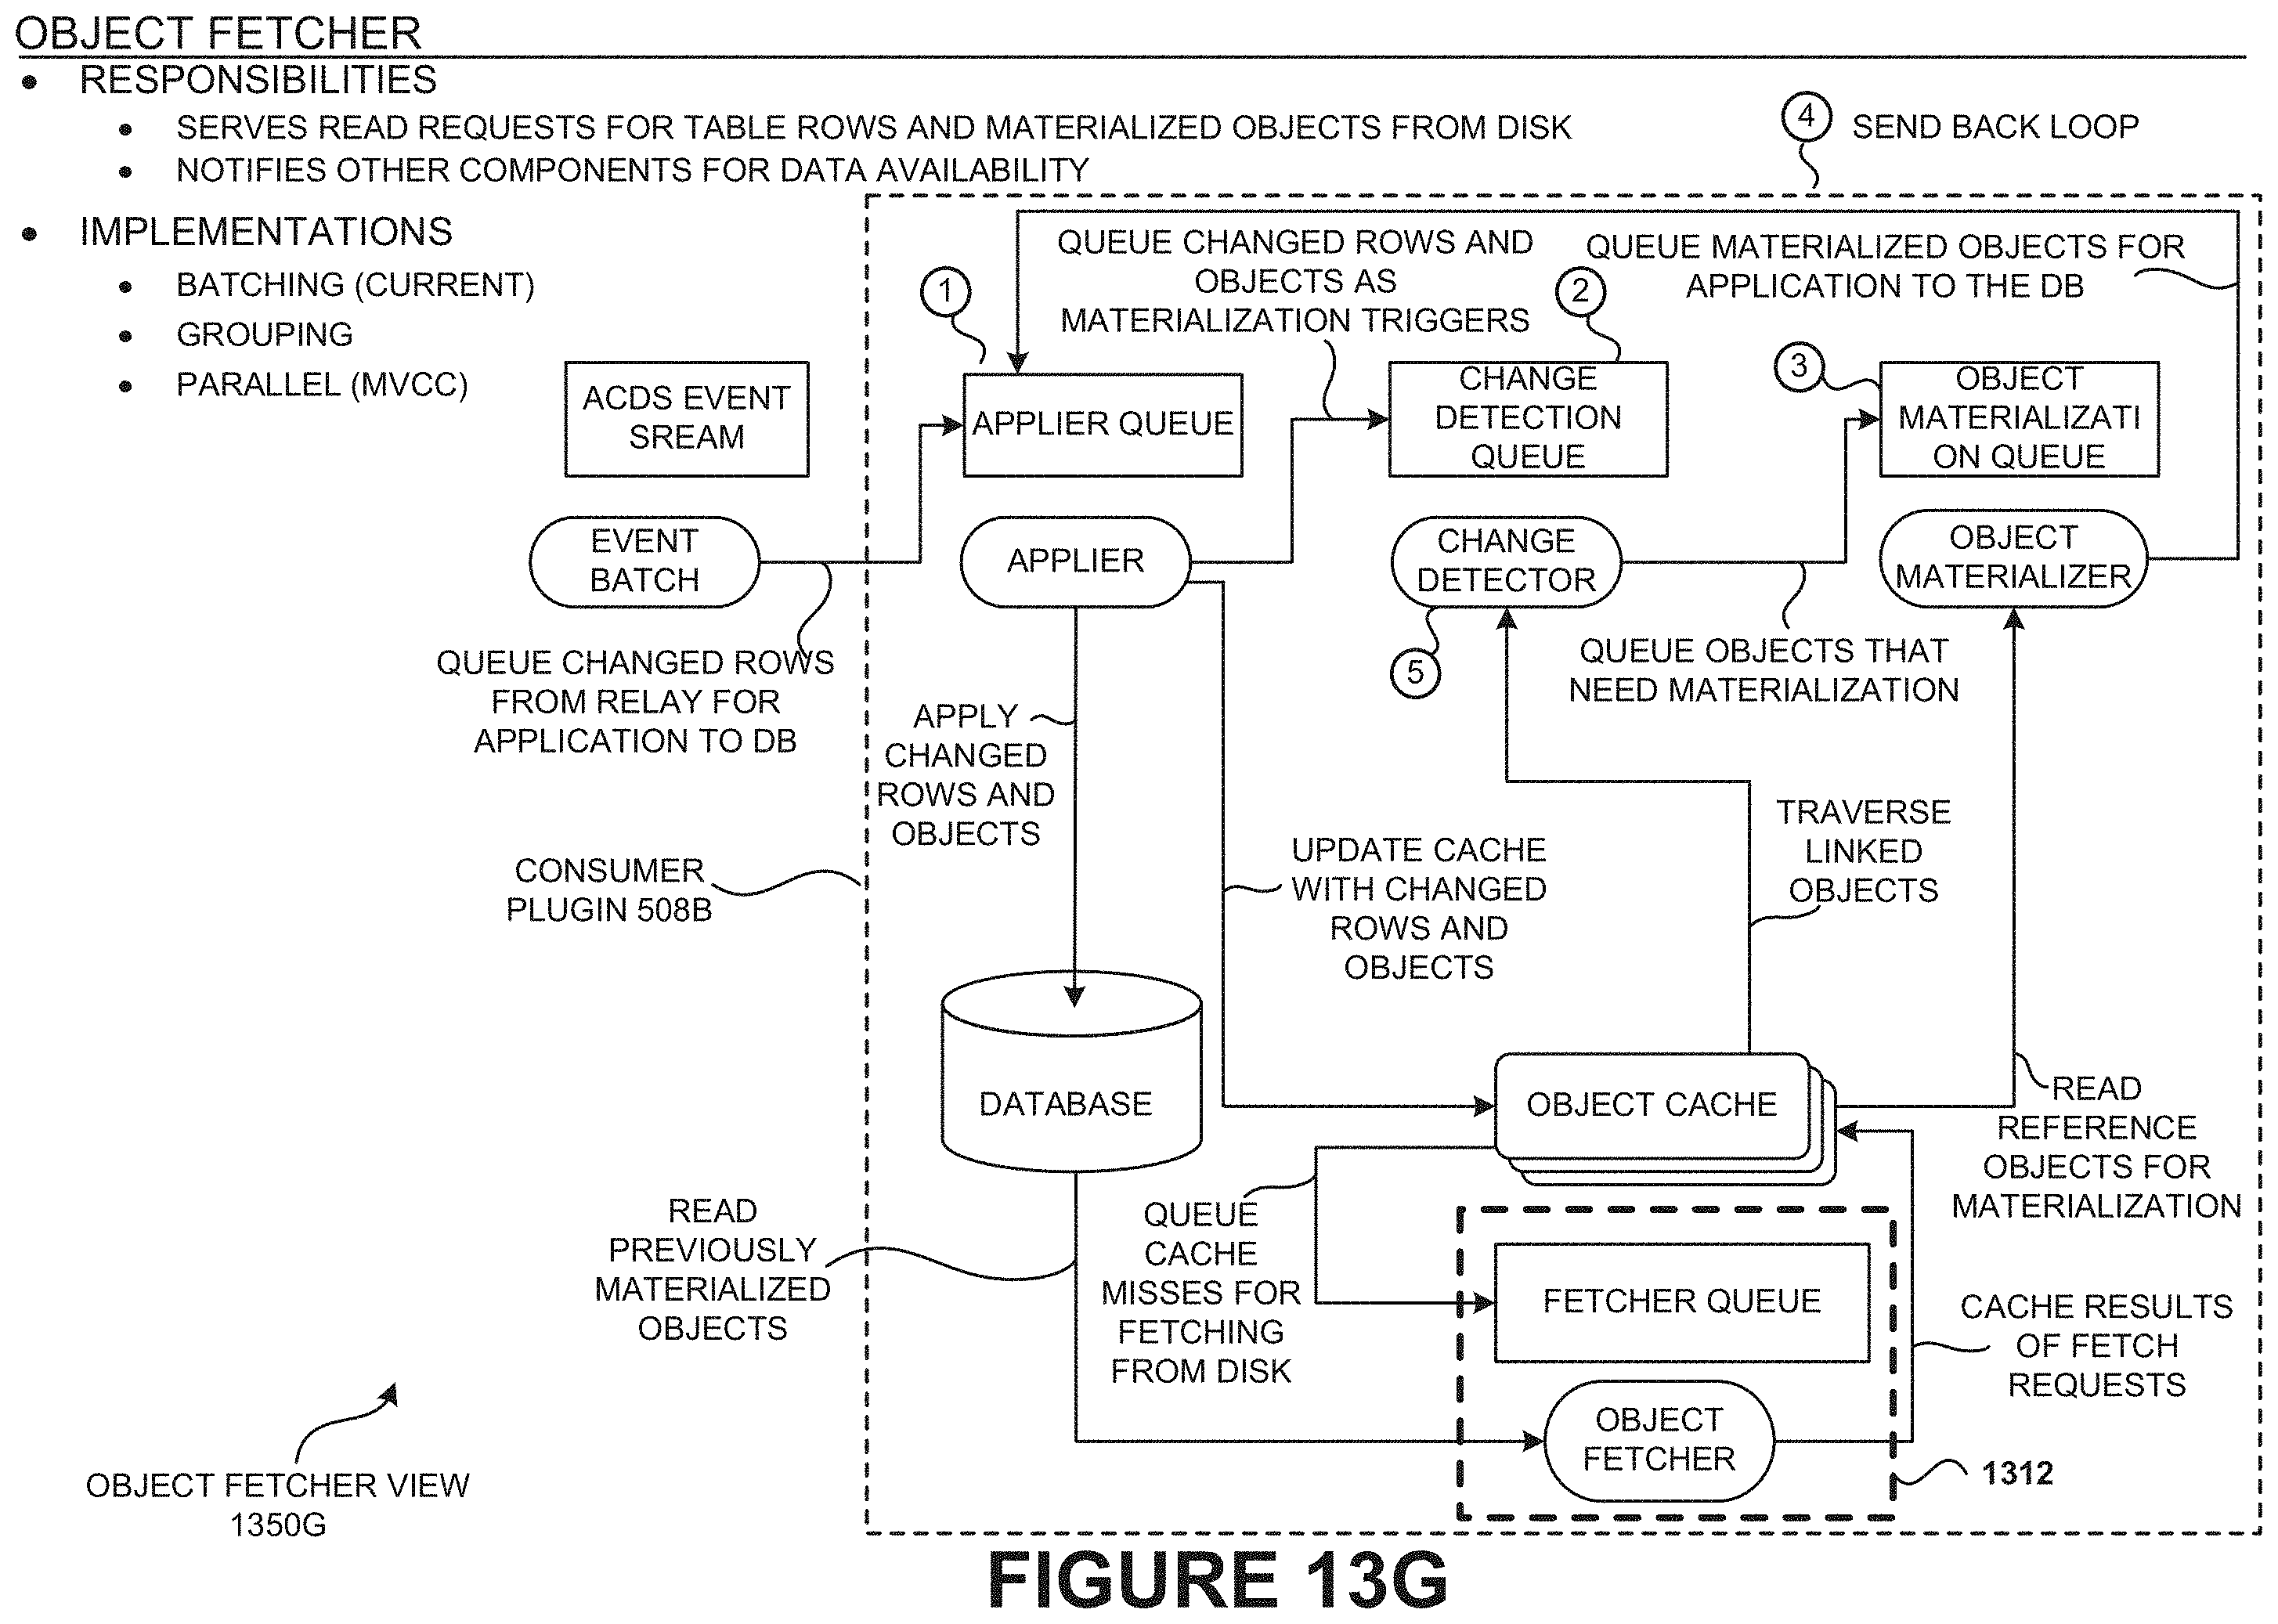 OBJECT FETCHER
• RESPONSIBILITIES
• SERVES READ REQUESTS FOR TABLE ROWS AND MATERIALIZED OBJECTS FROM DISK
• NOTIFIES OTHER COMPONENTS FOR DATA AVAILABILITY
• IMPLEMENTATIONS
• BATCHING (CURRENT)
• GROUPING
• PARALLEL (MVCC)
4
SEND BACK LOOP
QUEUE CHANGED ROWS AND
OBJECTS AS
MATERIALIZATION TRIGGERS
QUEUE MATERIALIZED OBJECTS FOR
APPLICATION TO THE DB
1
2
3
ACDS EVENT
SREAM
APPLIER QUEUE
CHANGE
DETECTION
QUEUE
OBJECT
MATERIALIZATI
ON QUEUE
EVENT
BATCH
APPLIER
CHANGE
DETECTOR
OBJECT
MATERIALIZER
5
QUEUE CHANGED ROWS
FROM RELAY FOR
APPLICATION TO DB
QUEUE OBJECTS THAT
NEED MATERIALIZATION
APPLY
CHANGED
ROWS AND
OBJECTS
CONSUMER
PLUGIN 508B
UPDATE CACHE
WITH CHANGED
ROWS AND
OBJECTS
TRAVERSE
LINKED
OBJECTS
DATABASE
OBJECT CACHE
READ
REFERENCE
OBJECTS FOR
MATERIALIZATION
READ
PREVIOUSLY
MATERIALIZED
OBJECTS
QUEUE
CACHE
MISSES FOR
FETCHING
FROM DISK
FETCHER QUEUE
CACHE RESULTS
OF FETCH
REQUESTS
OBJECT
FETCHER
1312
OBJECT FETCHER VIEW
1350G
FIGURE 13G